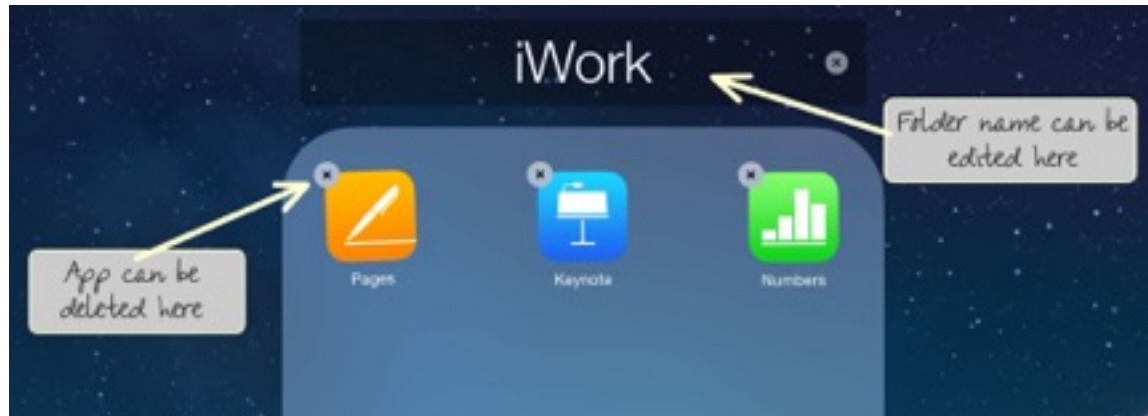 iWork
Folder name can be
edited here
App can be
deleted here
Pages
Keynote
Numbers